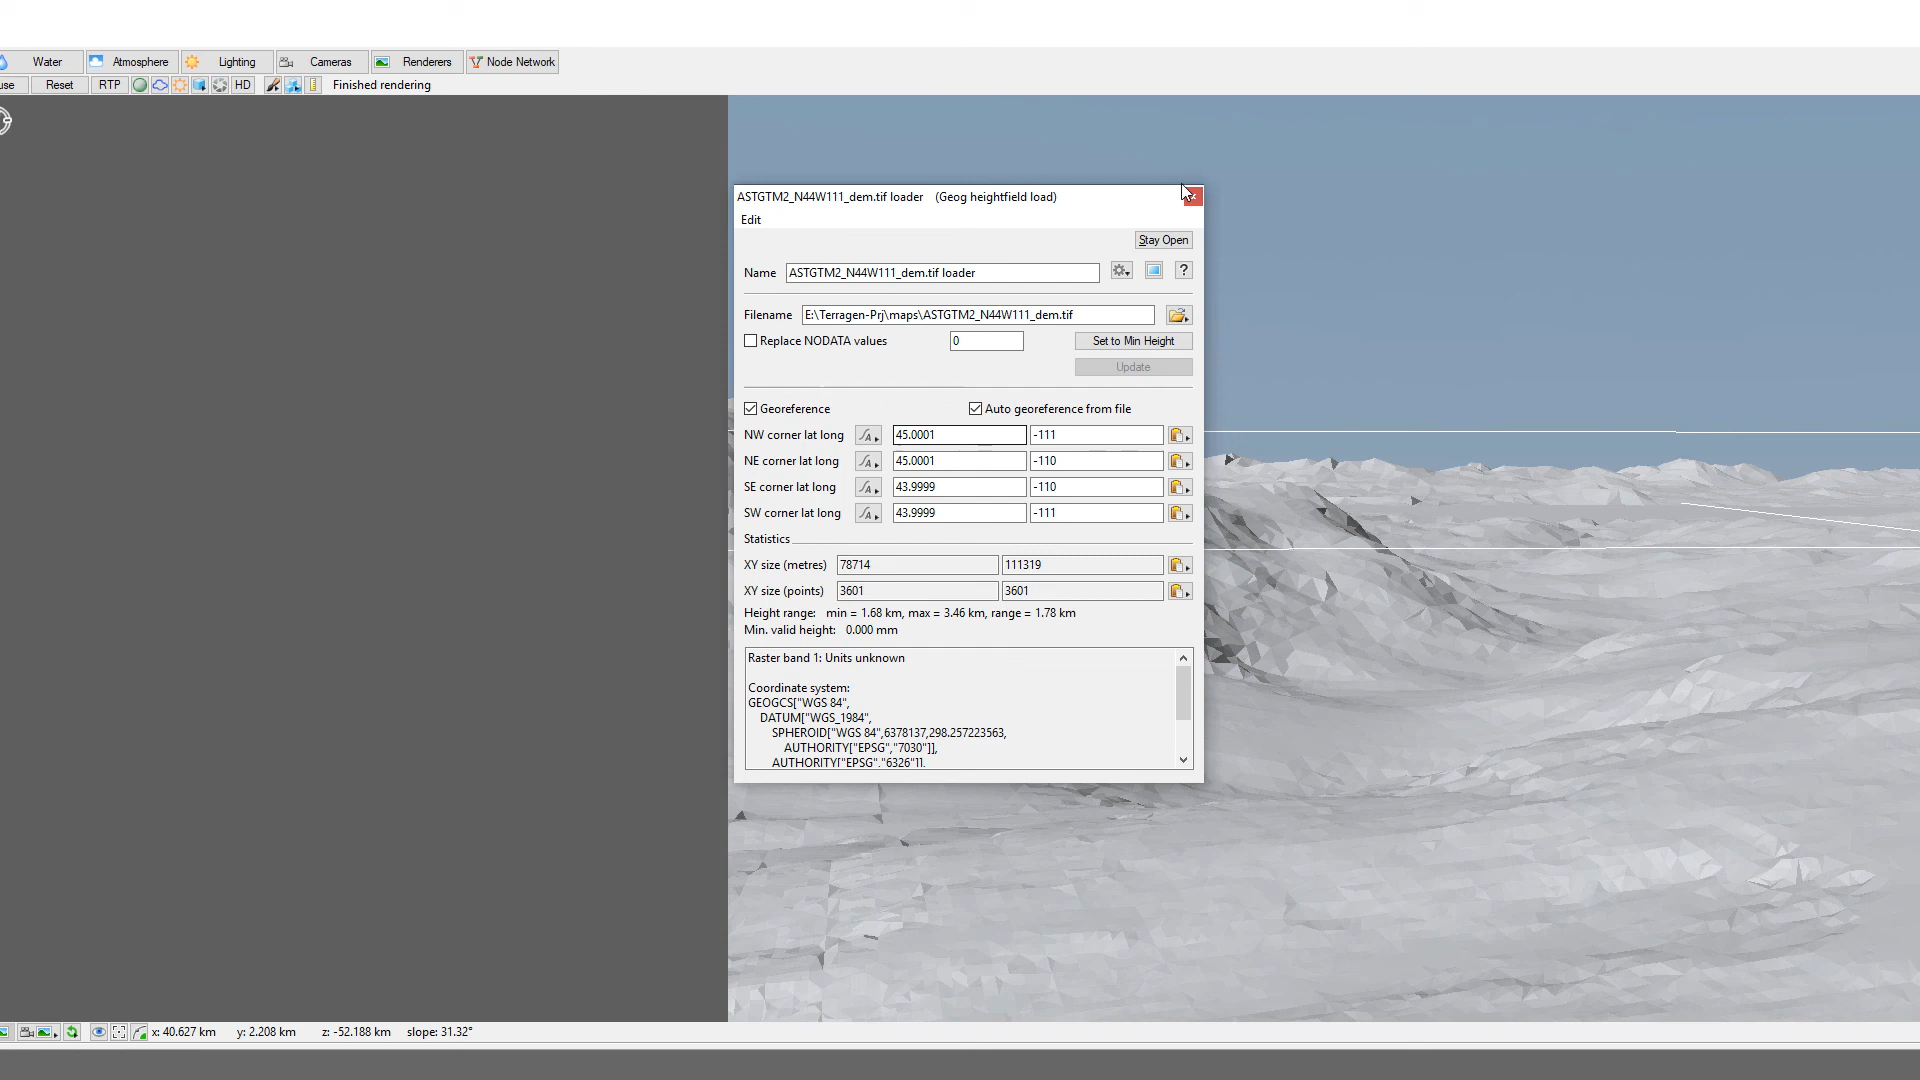 Water Atmosphere Lighting Cameras Renderers Node Network
use Reset RTP HD Finished rendering
ASTGTM2_N44W111_dem.tif loader (Geog heightfield load)
Edit
Stay Open
Name ASTGTM2_N44W111_dem.tif loader ?
Filename E:\Terragen-Prj\maps\ASTGTM2_N44W111_dem.tif
Replace NODATA values 0 Set to Min Height
Update
Georeference Auto georeference from file
NW corner lat long 45.0001 -111
NE corner lat long 45.0001 -110
SE corner lat long 43.9999 -110
SW corner lat long 43.9999 -111
Statistics
XY size (metres) 78714 111319
XY size (points) 3601 3601
Height range: min = 1.68 km, max = 3.46 km, range = 1.78 km
Min. valid height: 0.000 mm
Raster band 1: Units unknown
Coordinate system:
GEOGCS["WGS 84",
DATUM["WGS_1984",
SPHEROID["WGS 84",6378137,298.257223563,
AUTHORITY["EPSG","7030"]],
AUTHORITY["EPSG","6326"]],
x: 40.627 km y: 2.208 km z: -52.188 km slope: 31.32°